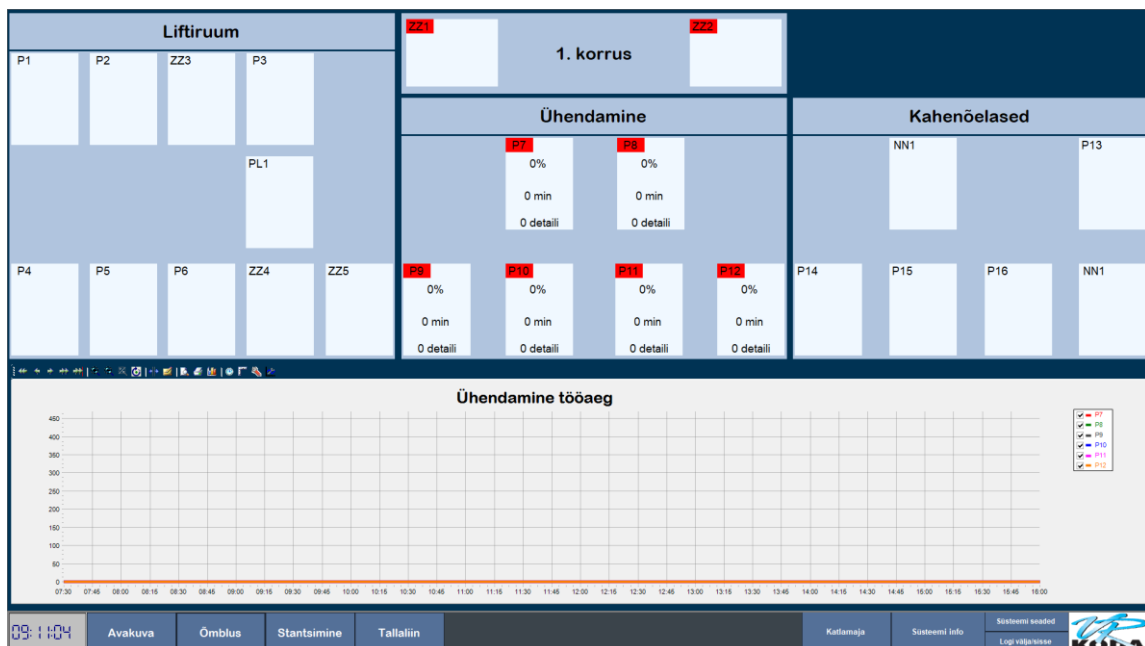 Liftiruum
P1
P2
ZZ3
P3
PL1
P4
P5
P6
ZZ4
ZZ5
ZZ1
1. korrus
ZZ2
Ühendamine
P7
0%
0 min
0 detaili
P8
0%
0 min
0 detaili
P9
0%
0 min
0 detaili
P10
0%
0 min
0 detaili
P11
0%
0 min
0 detaili
P12
0%
0 min
0 detaili
Kahenõelased
NN1
P13
P14
P15
P16
NN1
Ühendamine tööaeg
450
400
350
300
250
200
150
100
50
0
07:30 07:45 08:00 08:15 08:30 08:45 09:00 09:15 09:30 09:45 10:00 10:15 10:30 10:45 11:00 11:15 11:30 11:45 12:00 12:15 12:30 12:45 13:00 13:15 13:30 13:45 14:00 14:15 14:30 14:45 15:00 15:15 15:30 15:45 16:00
P7
P8
P9
P10
P11
P12
09:11:04
Avakuva
Õmblus
Stantsimine
Tallaliin
Katlamaja
Süsteemi info
Süsteemi seaded
Logi välja/sisse